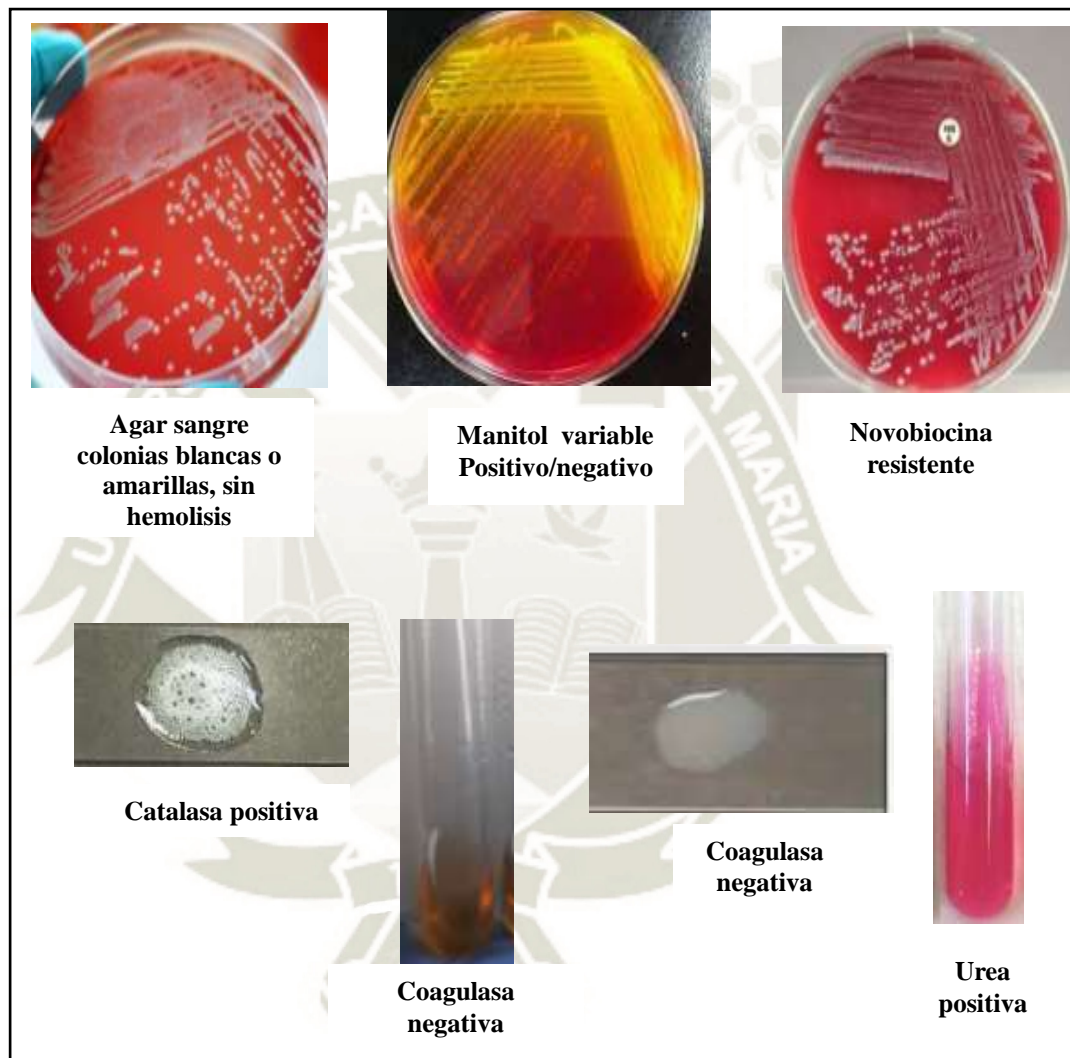 Agar sangre
colonias blancas o
amarillas, sin
hemolisis
Manitol variable
Positivo/negativo
Novobiocina
resistente
Catalasa positiva
Coagulasa
negativa
Coagulasa
negativa
Urea
positiva